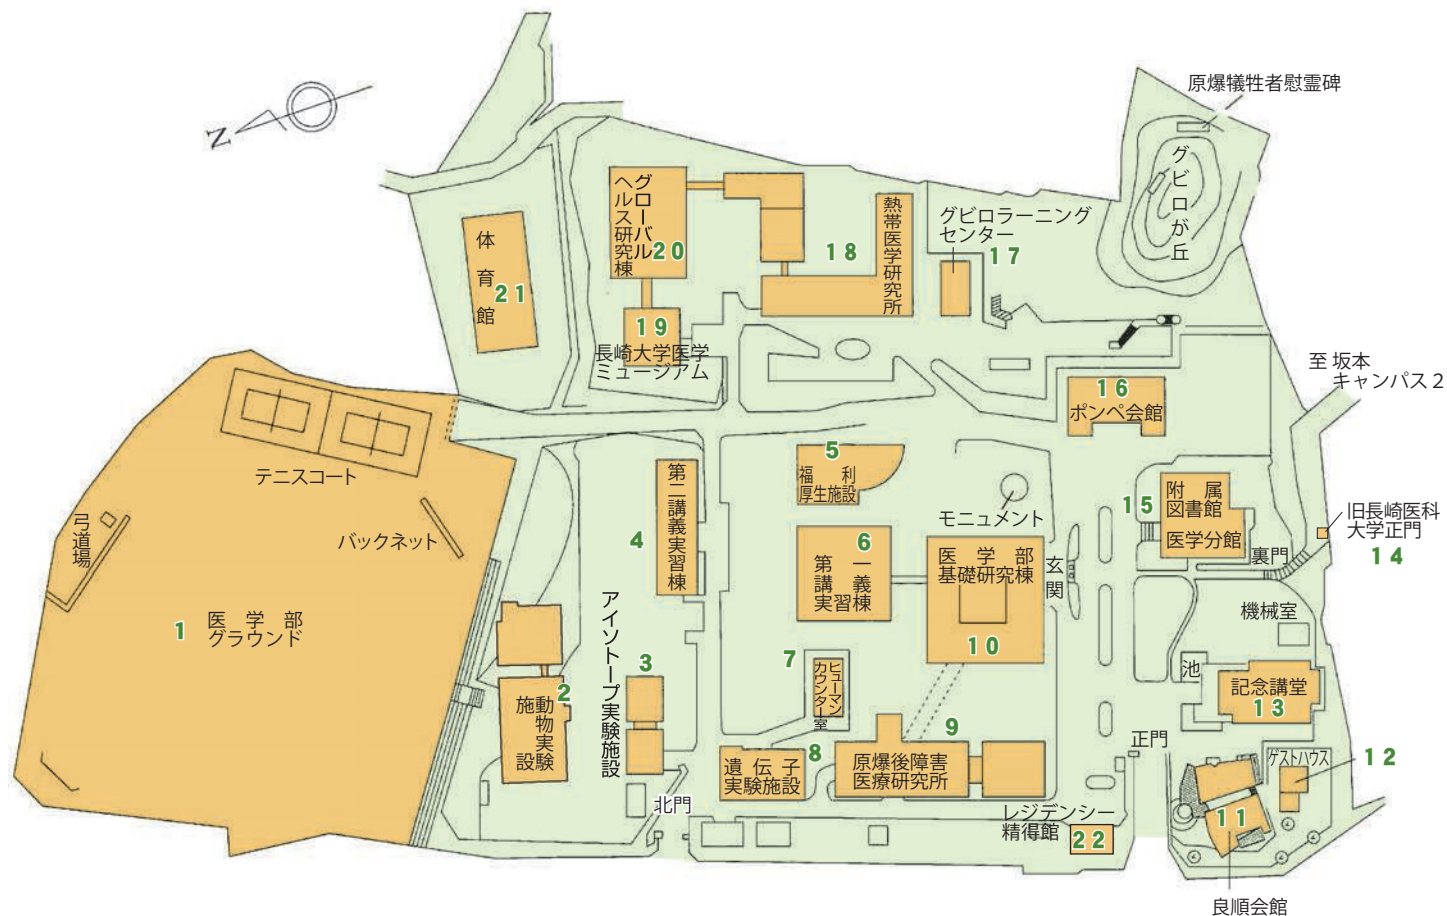 原爆犠牲者慰霊碑
グビロが丘
N
グローバル
ヘルス研究棟
20
18
熱帯医学研究所
グビロラーニング
センター
17
体育館
21
19
長崎大学医学
ミュージアム
至 坂本
キャンパス2
16
ポンペ会館
テニスコート
バックネット
弓道場
1
医学部
グラウンド
第二講義実習棟
4
5
福利
厚生施設
モニュメント
6
第一
講義
実習棟
医学部
基礎研究棟
10
玄関
15
附属
図書館
医学分館
旧長崎医科
大学正門
14
裏門
機械室
池
記念講堂
13
アイソトープ実験施設
3
2
動物実験
施設
7
ヒューマン
カウンター室
8
遺伝子
実験施設
9
原爆後障害
医療研究所
正門
ゲストハウス
12
11
良順会館
北門
レジデンシー
精得館
22